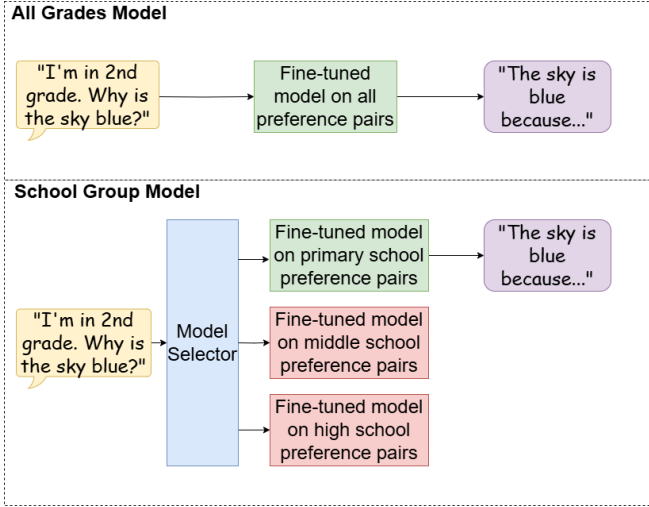 All Grades Model
"I'm in 2nd
grade. Why is
the sky blue?"
Fine-tuned
model on all
preference pairs
"The sky is
blue
because..."
School Group Model
"I'm in 2nd
grade. Why is
the sky blue?"
Model
Selector
Fine-tuned model
on primary school
preference pairs
"The sky is
blue
because..."
Fine-tuned model
on middle school
preference pairs
Fine-tuned model
on high school
preference pairs